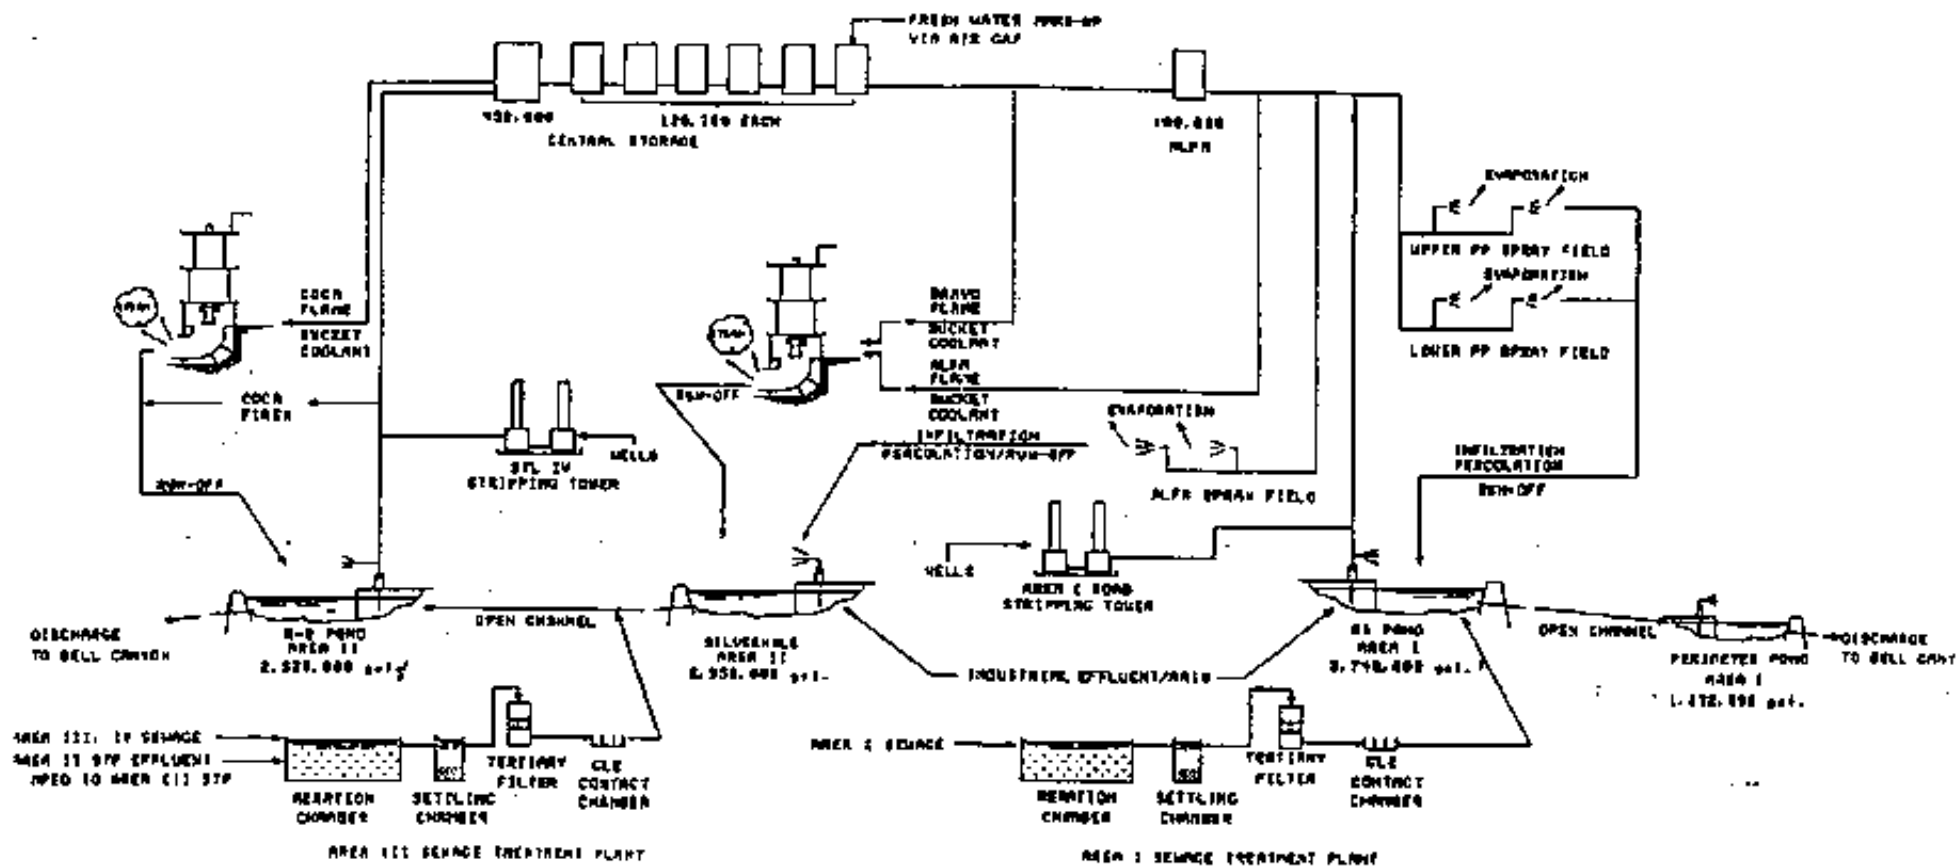 FRESH WATER MAKE-UP
VIA AIR GAP
EACH
CENTRAL STORAGE
ALFA
EVAPORATION
UPPER PP SPRAY FIELD
EVAPORATION
LOWER PP SPRAY FIELD
COCA
FLAME
BUCKET
COOLANT
STEAM
BRAVO
FLAME
BUCKET
COOLANT
ALFA
FLAME
BUCKET
COOLANT
RUN-OFF
COCA
EVAPORATION
INFILTRATION
PERCOLATION/RUN-OFF
INFILTRATION
PERCOLATION
RUN-OFF
WELLS
STL IV
STRIPPING TOWER
ALFA SPRAY FIELD
RUN-OFF
WELLS
AREA I ROAD
STRIPPING TOWER
DISCHARGE
TO BELL CANYON
POND
AREA II
OPEN CHANNEL
AREA II
POND
AREA I
OPEN CHANNEL
PERIMETER POND
AREA I
DISCHARGE
TO BELL
INDUSTRIAL EFFLUENT/RAIN
AREA III, IV SEWAGE
AREA II STP EFFLUENT
TO AREA III STP
AERATION
CHAMBER
SETTLING
CHAMBER
TERTIARY
FILTER
CONTACT
CHAMBER
AREA III SEWAGE TREATMENT PLANT
AREA I SEWAGE
AERATION
CHAMBER
SETTLING
CHAMBER
TERTIARY
FILTER
CONTACT
CHAMBER
AREA I SEWAGE TREATMENT PLANT